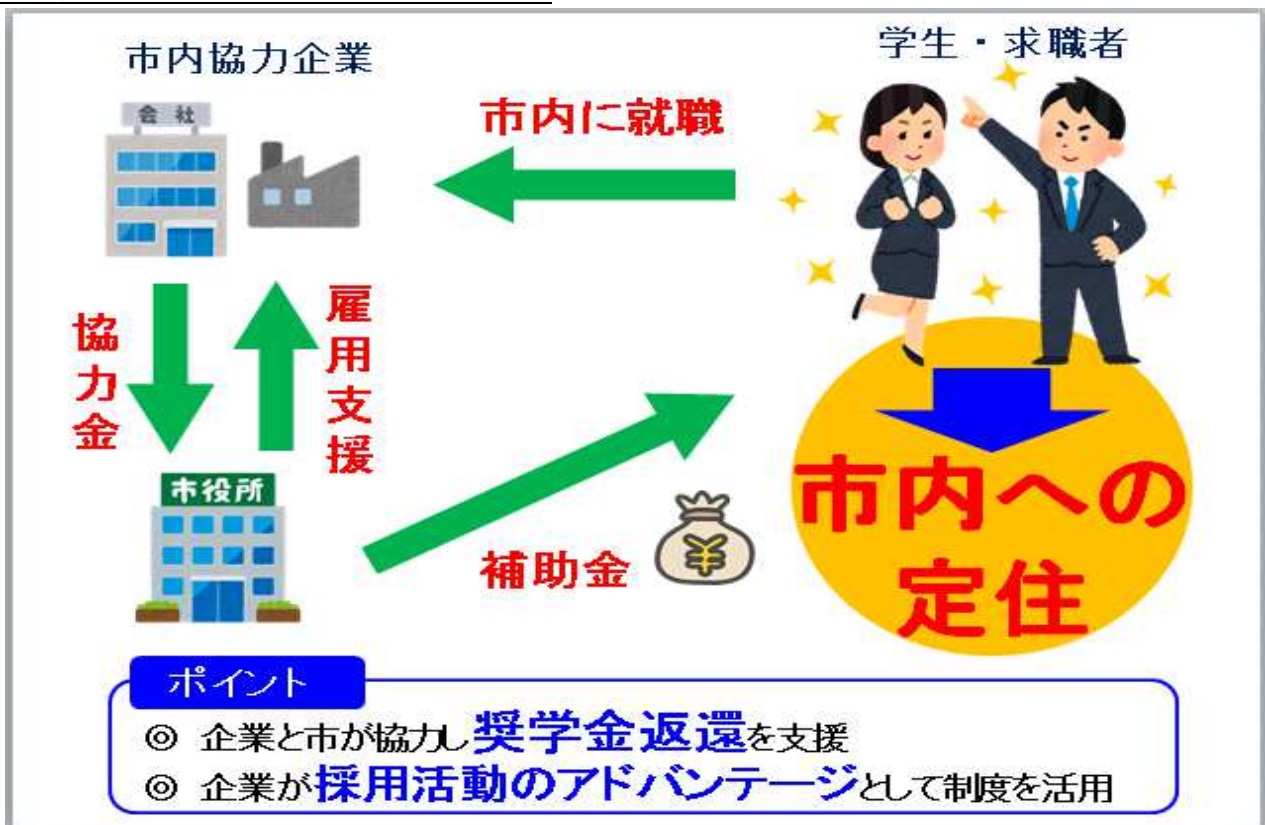 市内協力企業
学生・求職者
会社
市内に就職
協力金
雇用支援
市役所
補助金
市内への
定住
ポイント
◎ 企業と市が協力し奨学金返還を支援
◎ 企業が採用活動のアドバンテージとして制度を活用